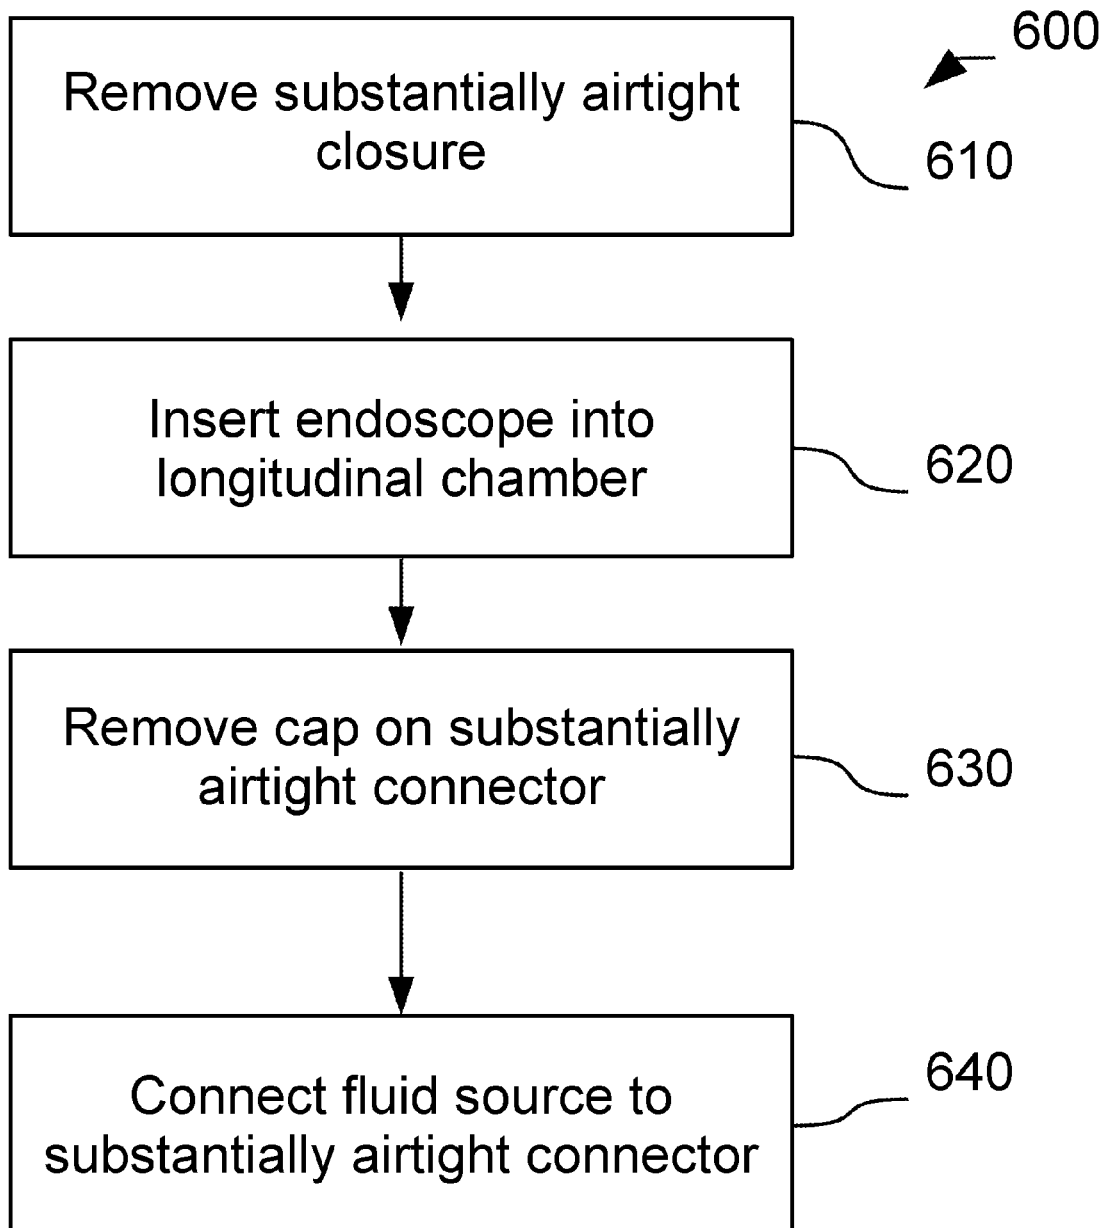 600
Remove substantially airtight
closure
610
Insert endoscope into
longitudinal chamber
620
Remove cap on substantially
airtight connector
630
Connect fluid source to
substantially airtight connector
640